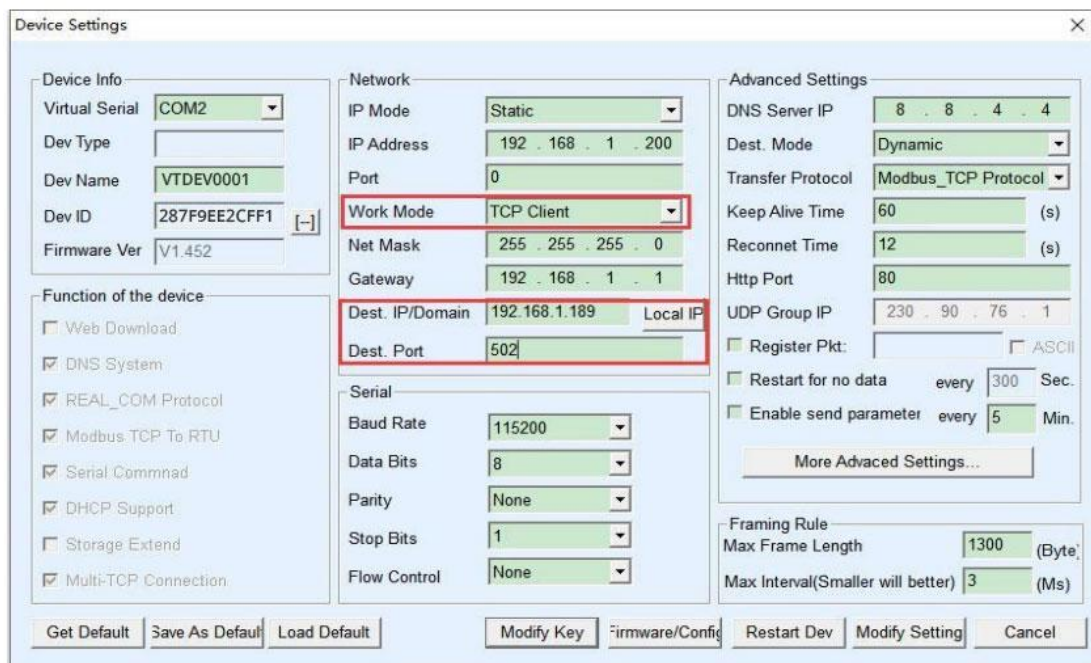 Device Settings
Device Info
Virtual Serial COM2
Dev Type
Dev Name VTDEV0001
Dev ID 287F9EE2CFF1 [--]
Firmware Ver V1.452
Function of the device
Web Download
DNS System
REAL_COM Protocol
Modbus TCP To RTU
Serial Commnad
DHCP Support
Storage Extend
Multi-TCP Connection
Network
IP Mode Static
IP Address 192 . 168 . 1 . 200
Port 0
Work Mode TCP Client
Net Mask 255 . 255 . 255 . 0
Gateway 192 . 168 . 1 . 1
Dest. IP/Domain 192.168.1.189 Local IP
Dest. Port 502
Serial
Baud Rate 115200
Data Bits 8
Parity None
Stop Bits 1
Flow Control None
Advanced Settings
DNS Server IP 8 . 8 . 4 . 4
Dest. Mode Dynamic
Transfer Protocol Modbus_TCP Protocol
Keep Alive Time 60 (s)
Reconnet Time 12 (s)
Http Port 80
UDP Group IP 230 . 90 . 76 . 1
Register Pkt: ASCII
Restart for no data every 300 Sec.
Enable send parameter every 5 Min.
More Advaced Settings...
Framing Rule
Max Frame Length 1300 (Byte)
Max Interval(Smaller will better) 3 (Ms)
Get Default Save As Defaul Load Default Modify Key Firmware/Config Restart Dev Modify Setting Cancel